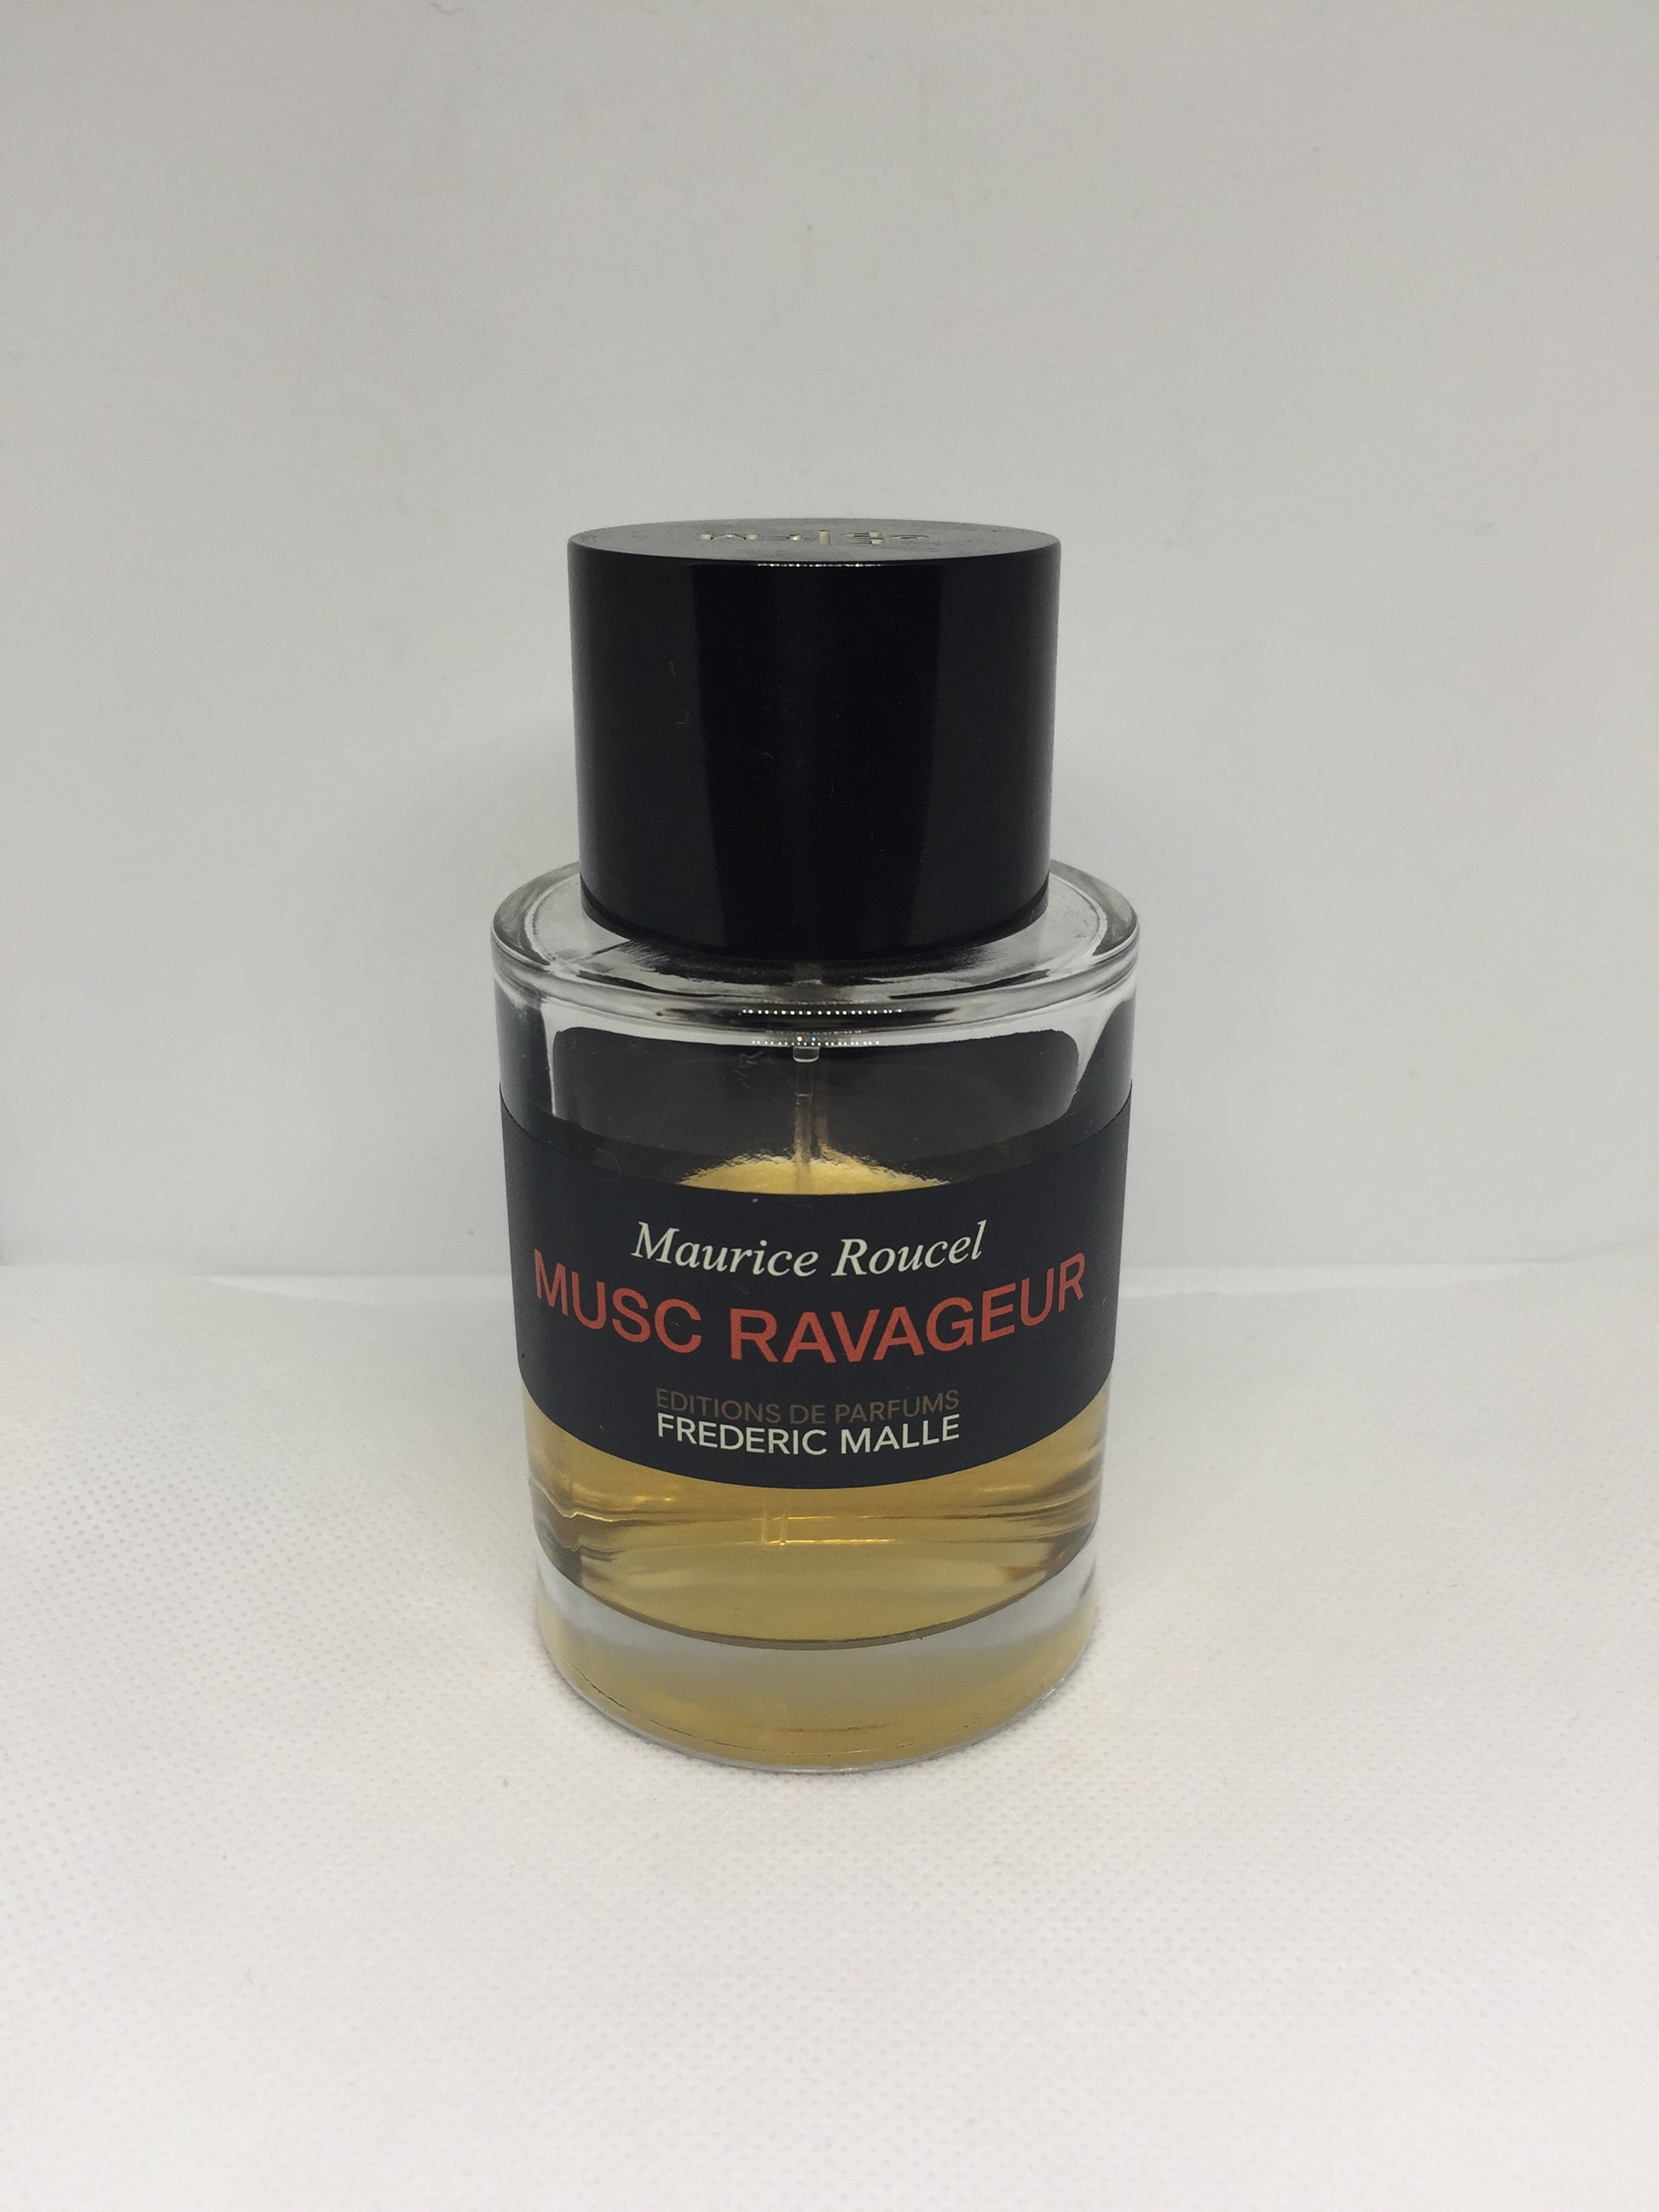 Maurice Roucel
MUSC RAVAGEUR
EDITIONS DE PARFUMS
FREDERIC MALLE